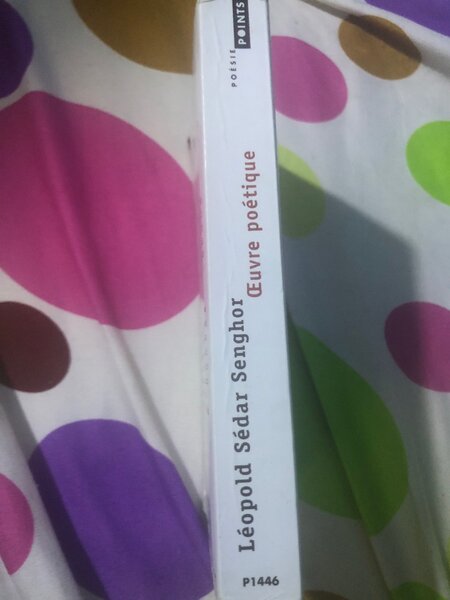 POINTS
POÉSIE
Œuvre poétique
Léopold Sédar Senghor
P1446